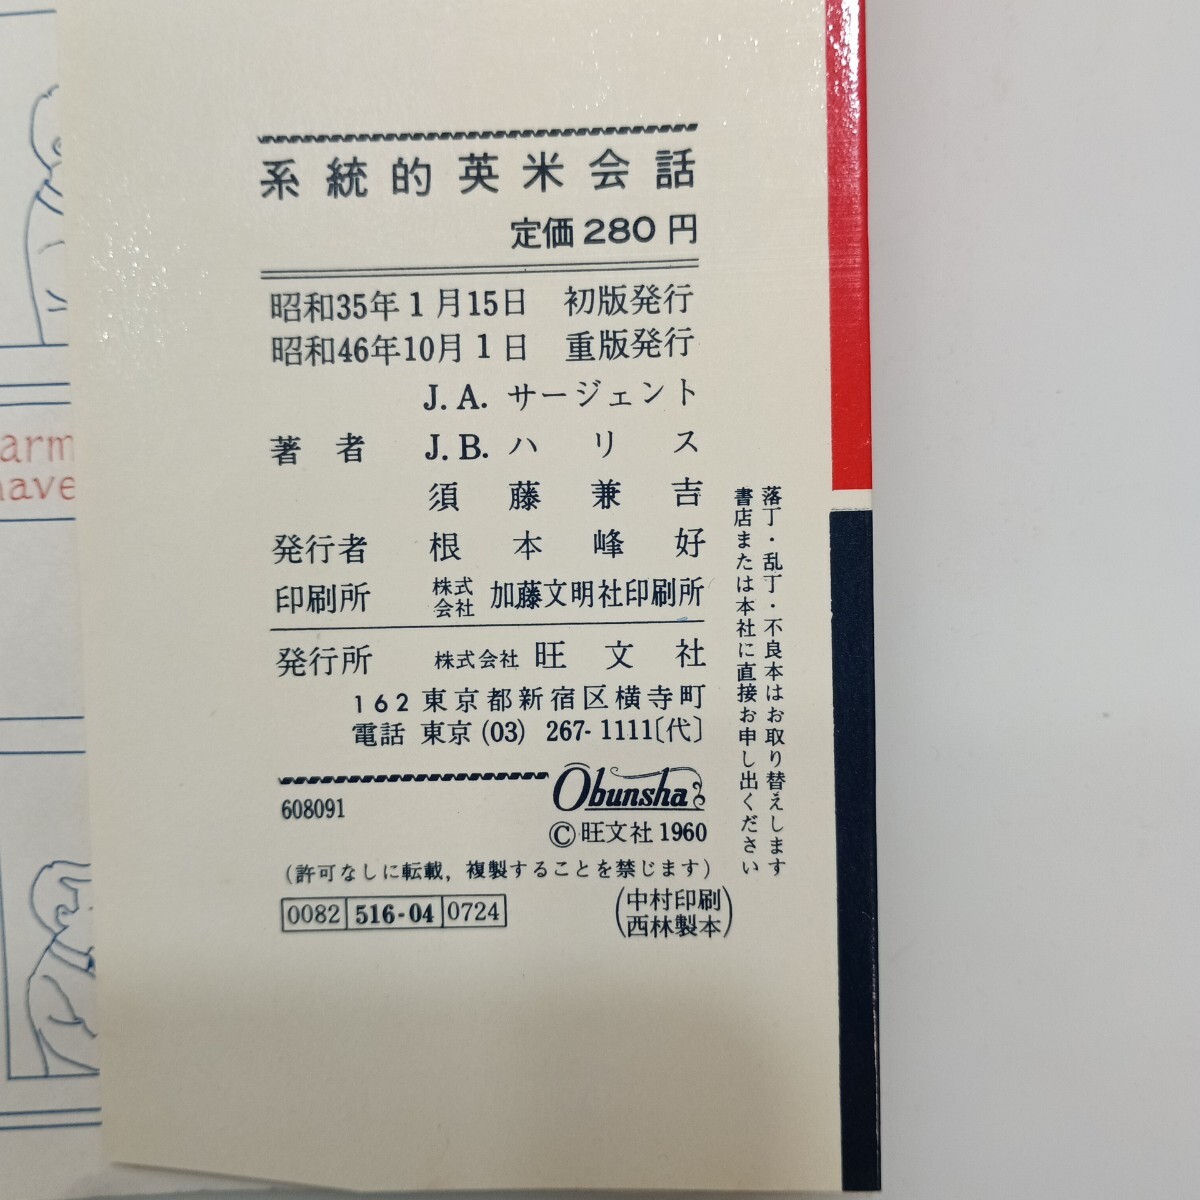 系統的英米会話
定価280円
昭和35年1月15日 初版発行
昭和46年10月1日 重版発行
J.A. サージェント
著者 J.B. ハリス
須藤兼吉
発行者 根本峰好
印刷所 株式会社 加藤文明社印刷所
発行所 株式会社 旺文社
162 東京都新宿区横寺町
電話 東京 (03) 267-1111〔代〕
Obunsha
608091
©旺文社 1960
(許可なしに転載, 複製することを禁じます)
0082 516-04 0724
(中村印刷
西林製本)
落丁・乱丁・不良本はお取り替えします
書店または本社に直接お申し出ください
arm
have